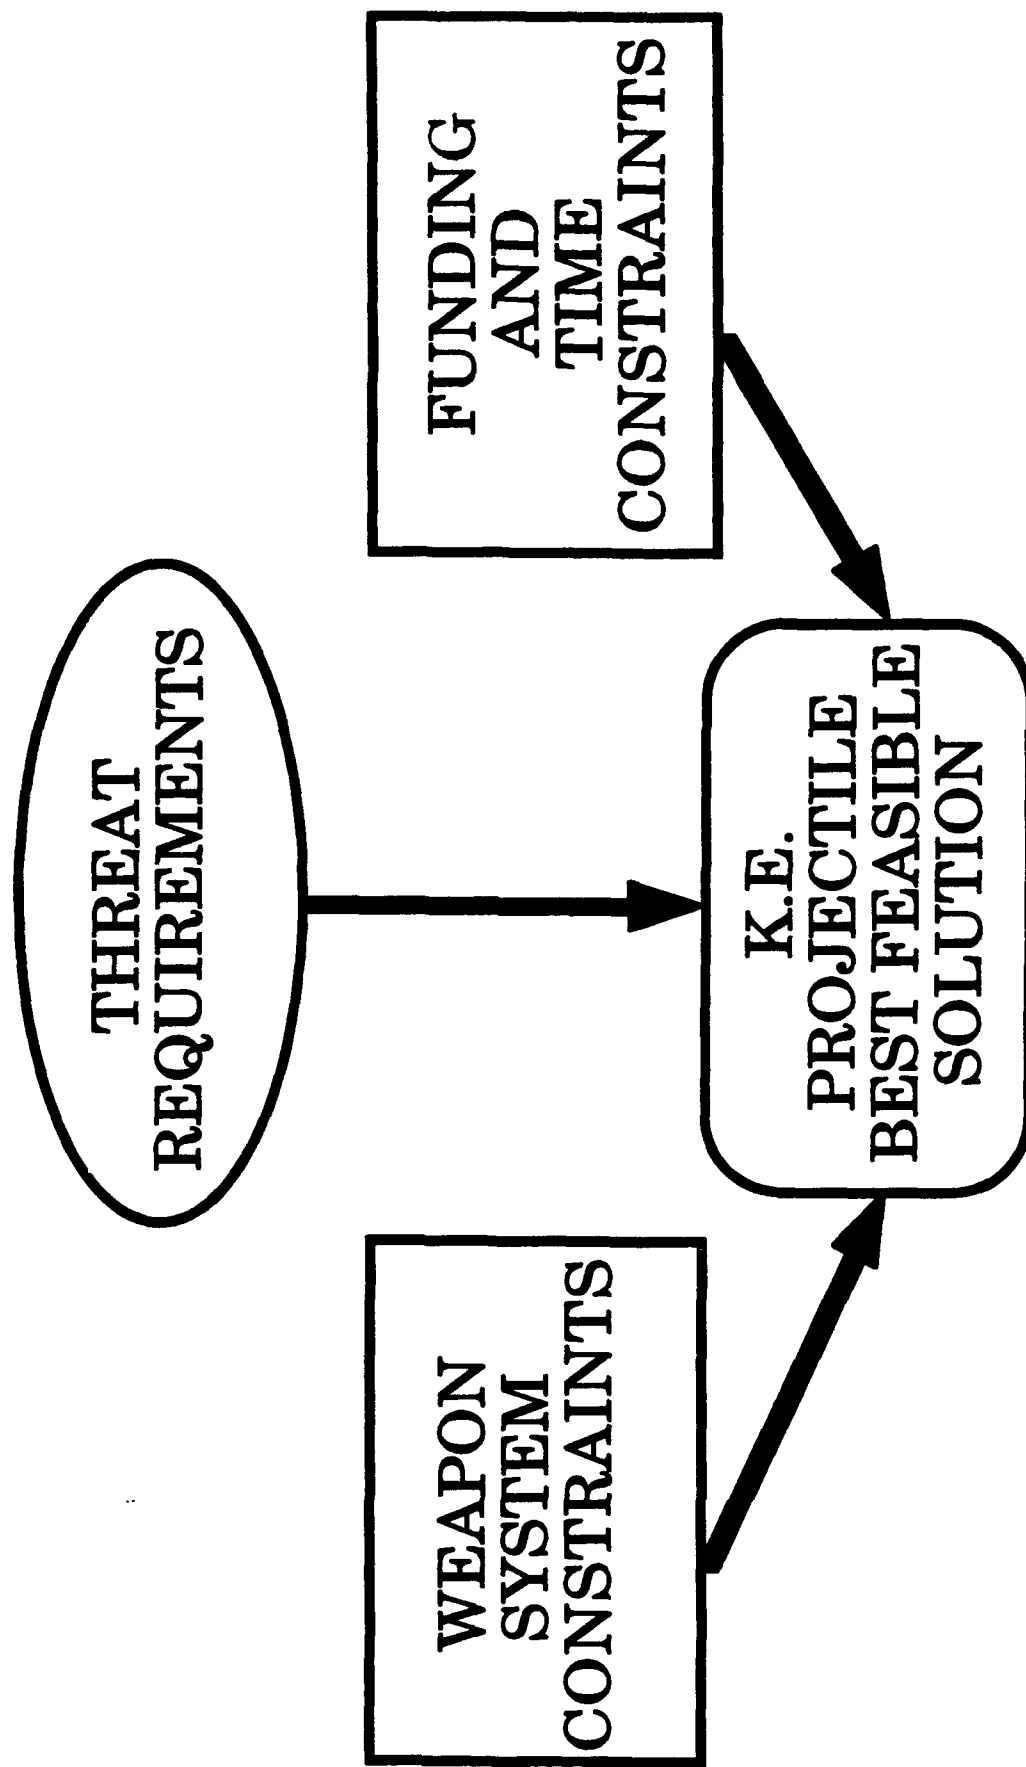 THREAT
REQUIREMENTS
WEAPON
SYSTEM
CONSTRAINTS
FUNDING
AND
TIME
CONSTRAINTS
K.E.
PROJECTILE
BEST FEASIBLE
SOLUTION